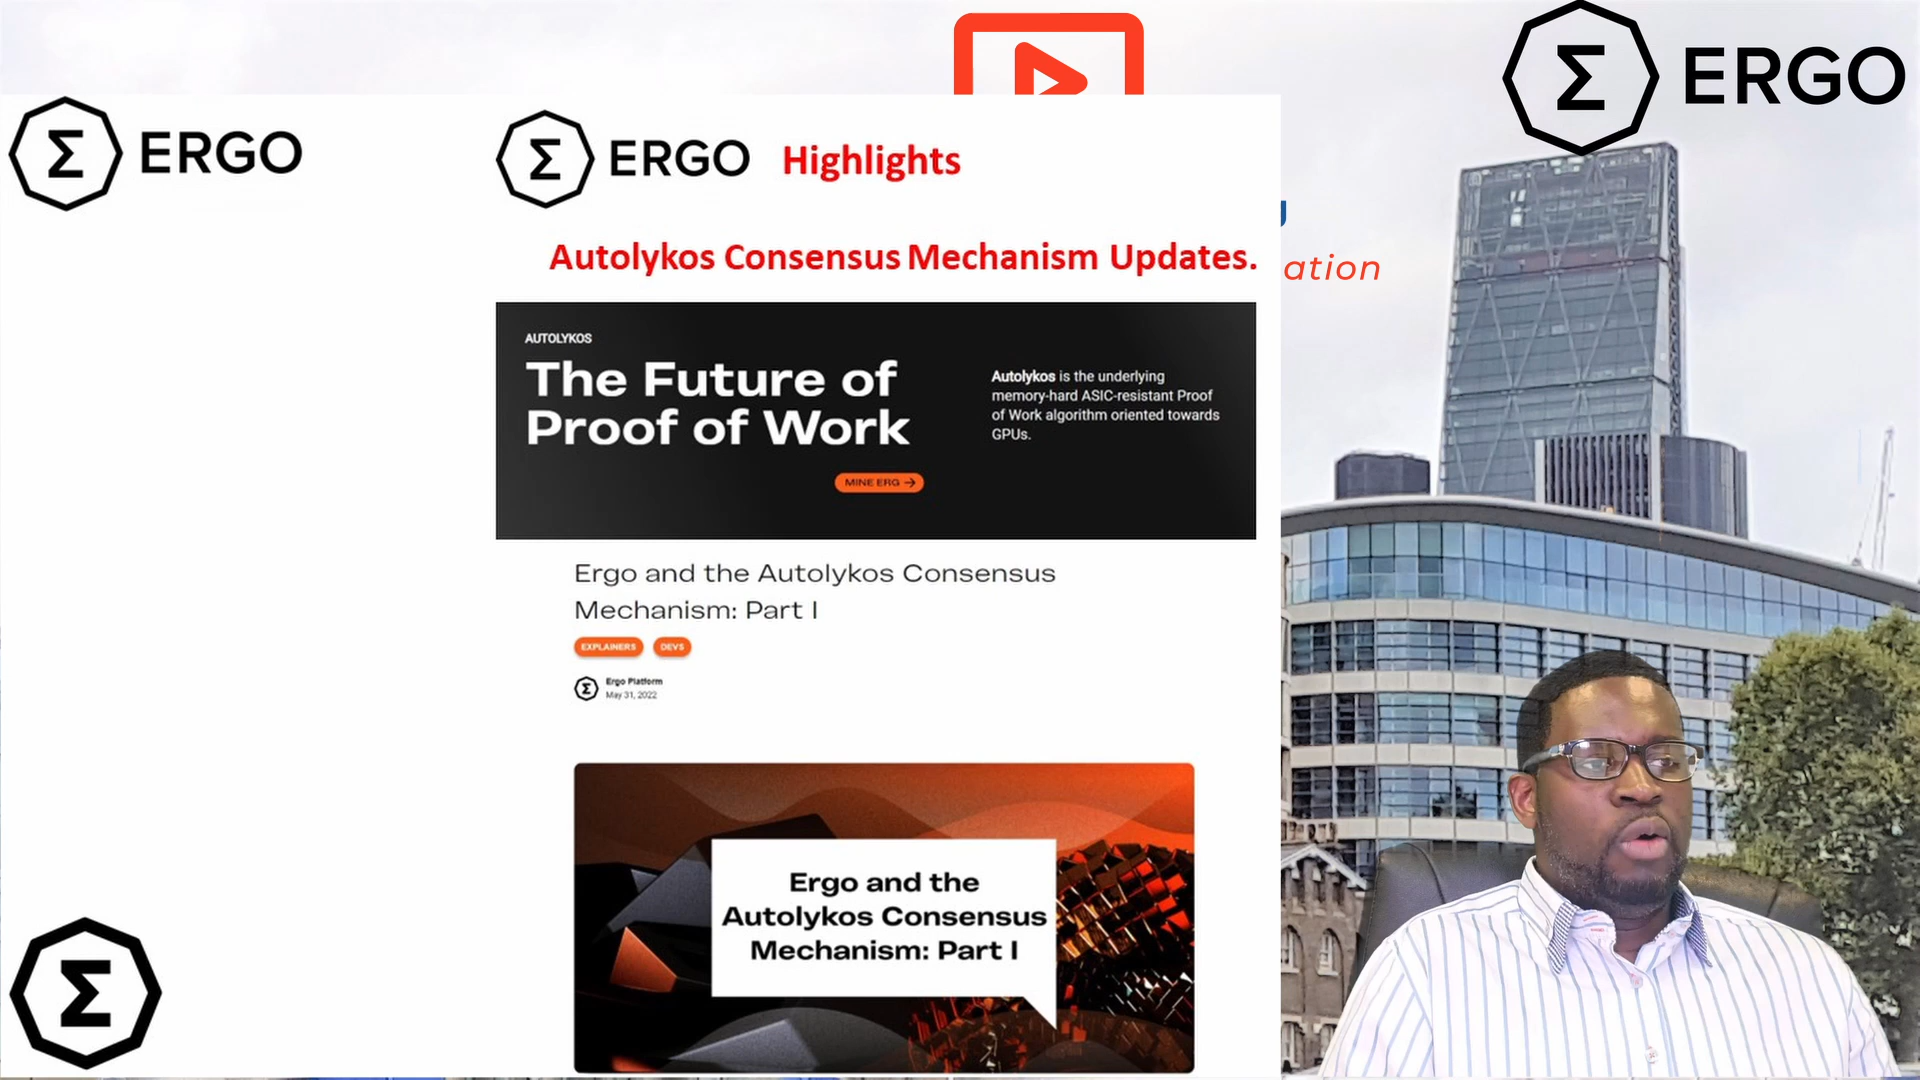 Σ ERGO
Σ ERGO
Σ ERGO Highlights
ation
Autolykos Consensus Mechanism Updates.
AUTOLYKOS
The Future of
Proof of Work
Autolykos is the underlying
memory-hard ASIC-resistant Proof
of Work algorithm oriented towards
GPUs.
MINE ERG →
Ergo and the Autolykos Consensus
Mechanism: Part I
EXPLAINERS DEVS
Σ Ergo Platform
May 31, 2022
Ergo and the
Autolykos Consensus
Mechanism: Part I
Σ